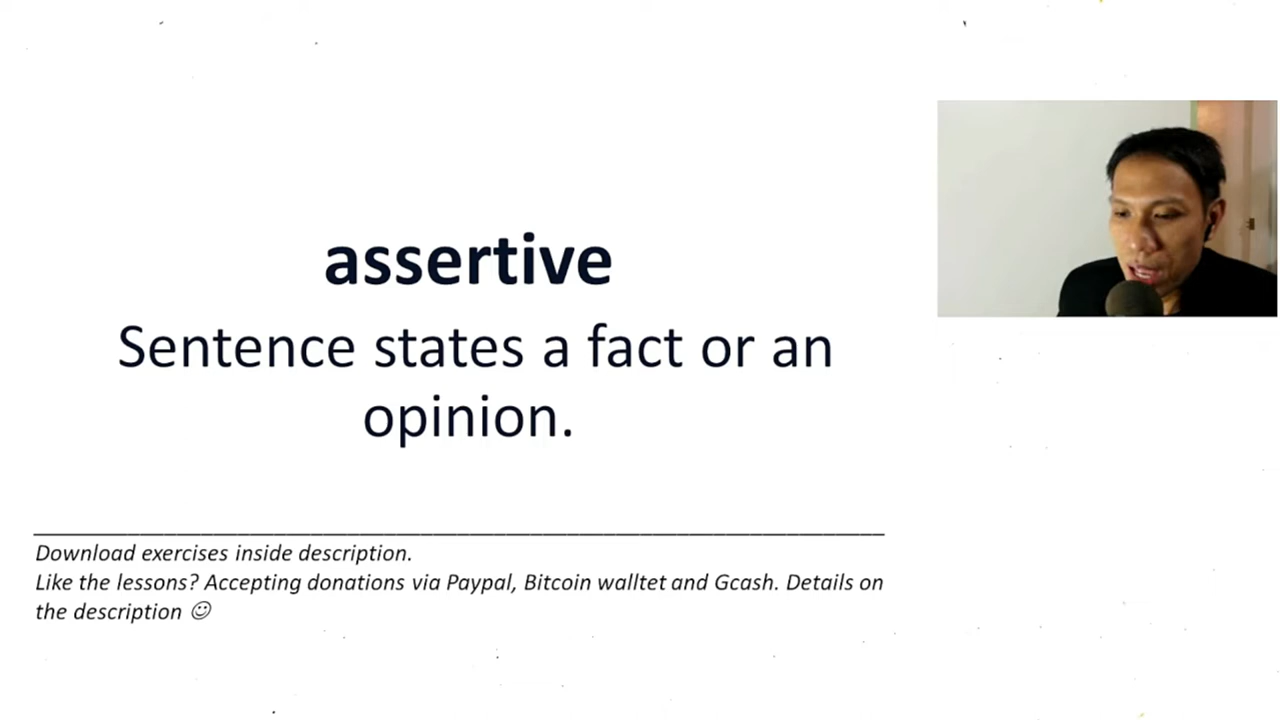 assertive
Sentence states a fact or an
opinion.
Download exercises inside description.
Like the lessons? Accepting donations via Paypal, Bitcoin walltet and Gcash. Details on
the description ☺